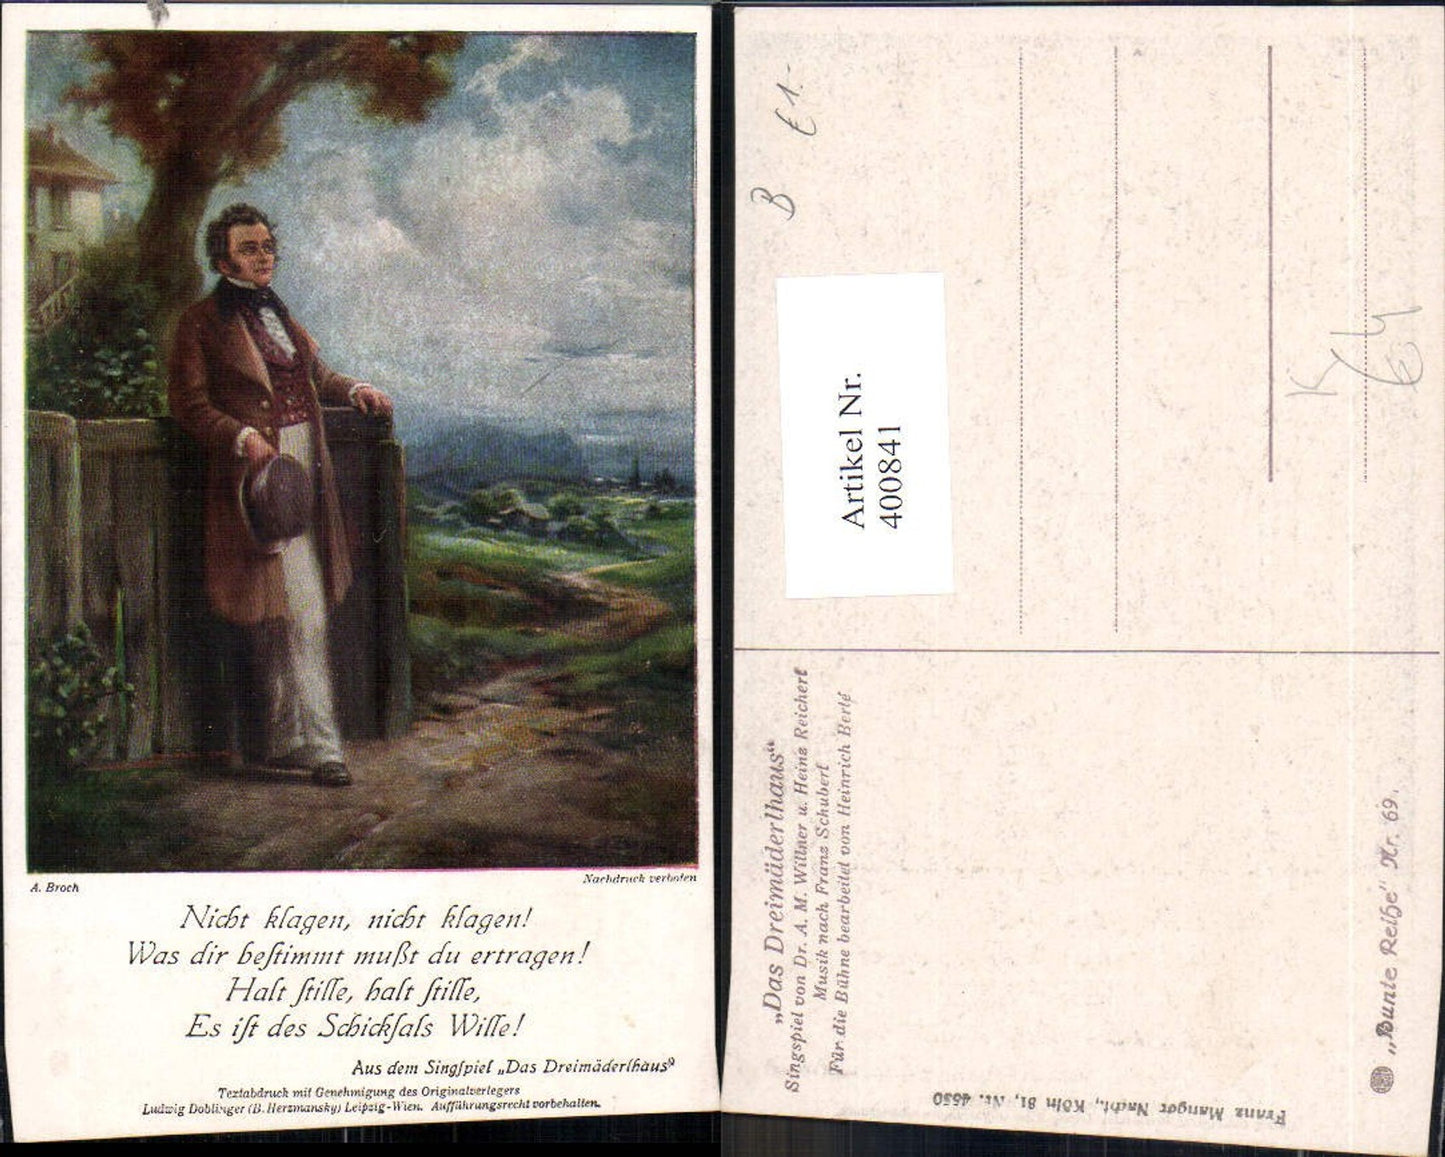 A. Broch
Nachdruck verboten
Nicht klagen, nicht klagen!
Was dir beſtimmt mußt du ertragen!
Halt ſtille, halt ſtille,
Es iſt des Schickſals Wille!
Aus dem Singſpiel „Das Dreimäderlhaus“
Textabdruck mit Genehmigung des Originalverlegers
Ludwig Doblinger (B. Herzmansky) Leipzig-Wien. Aufführungsrecht vorbehalten.
B € 1.-
Artikel Nr.
400841
K
„Das Dreimäderlhaus“
Singspiel von Dr. A. M. Willner u. Heinz Reichert
Musik nach Franz Schubert
Für die Bühne bearbeitet von Heinrich Berté
„Bunte Reihe“ Nr. 69.
Franz Manger Nachf., Köln 81, Nr. 4550